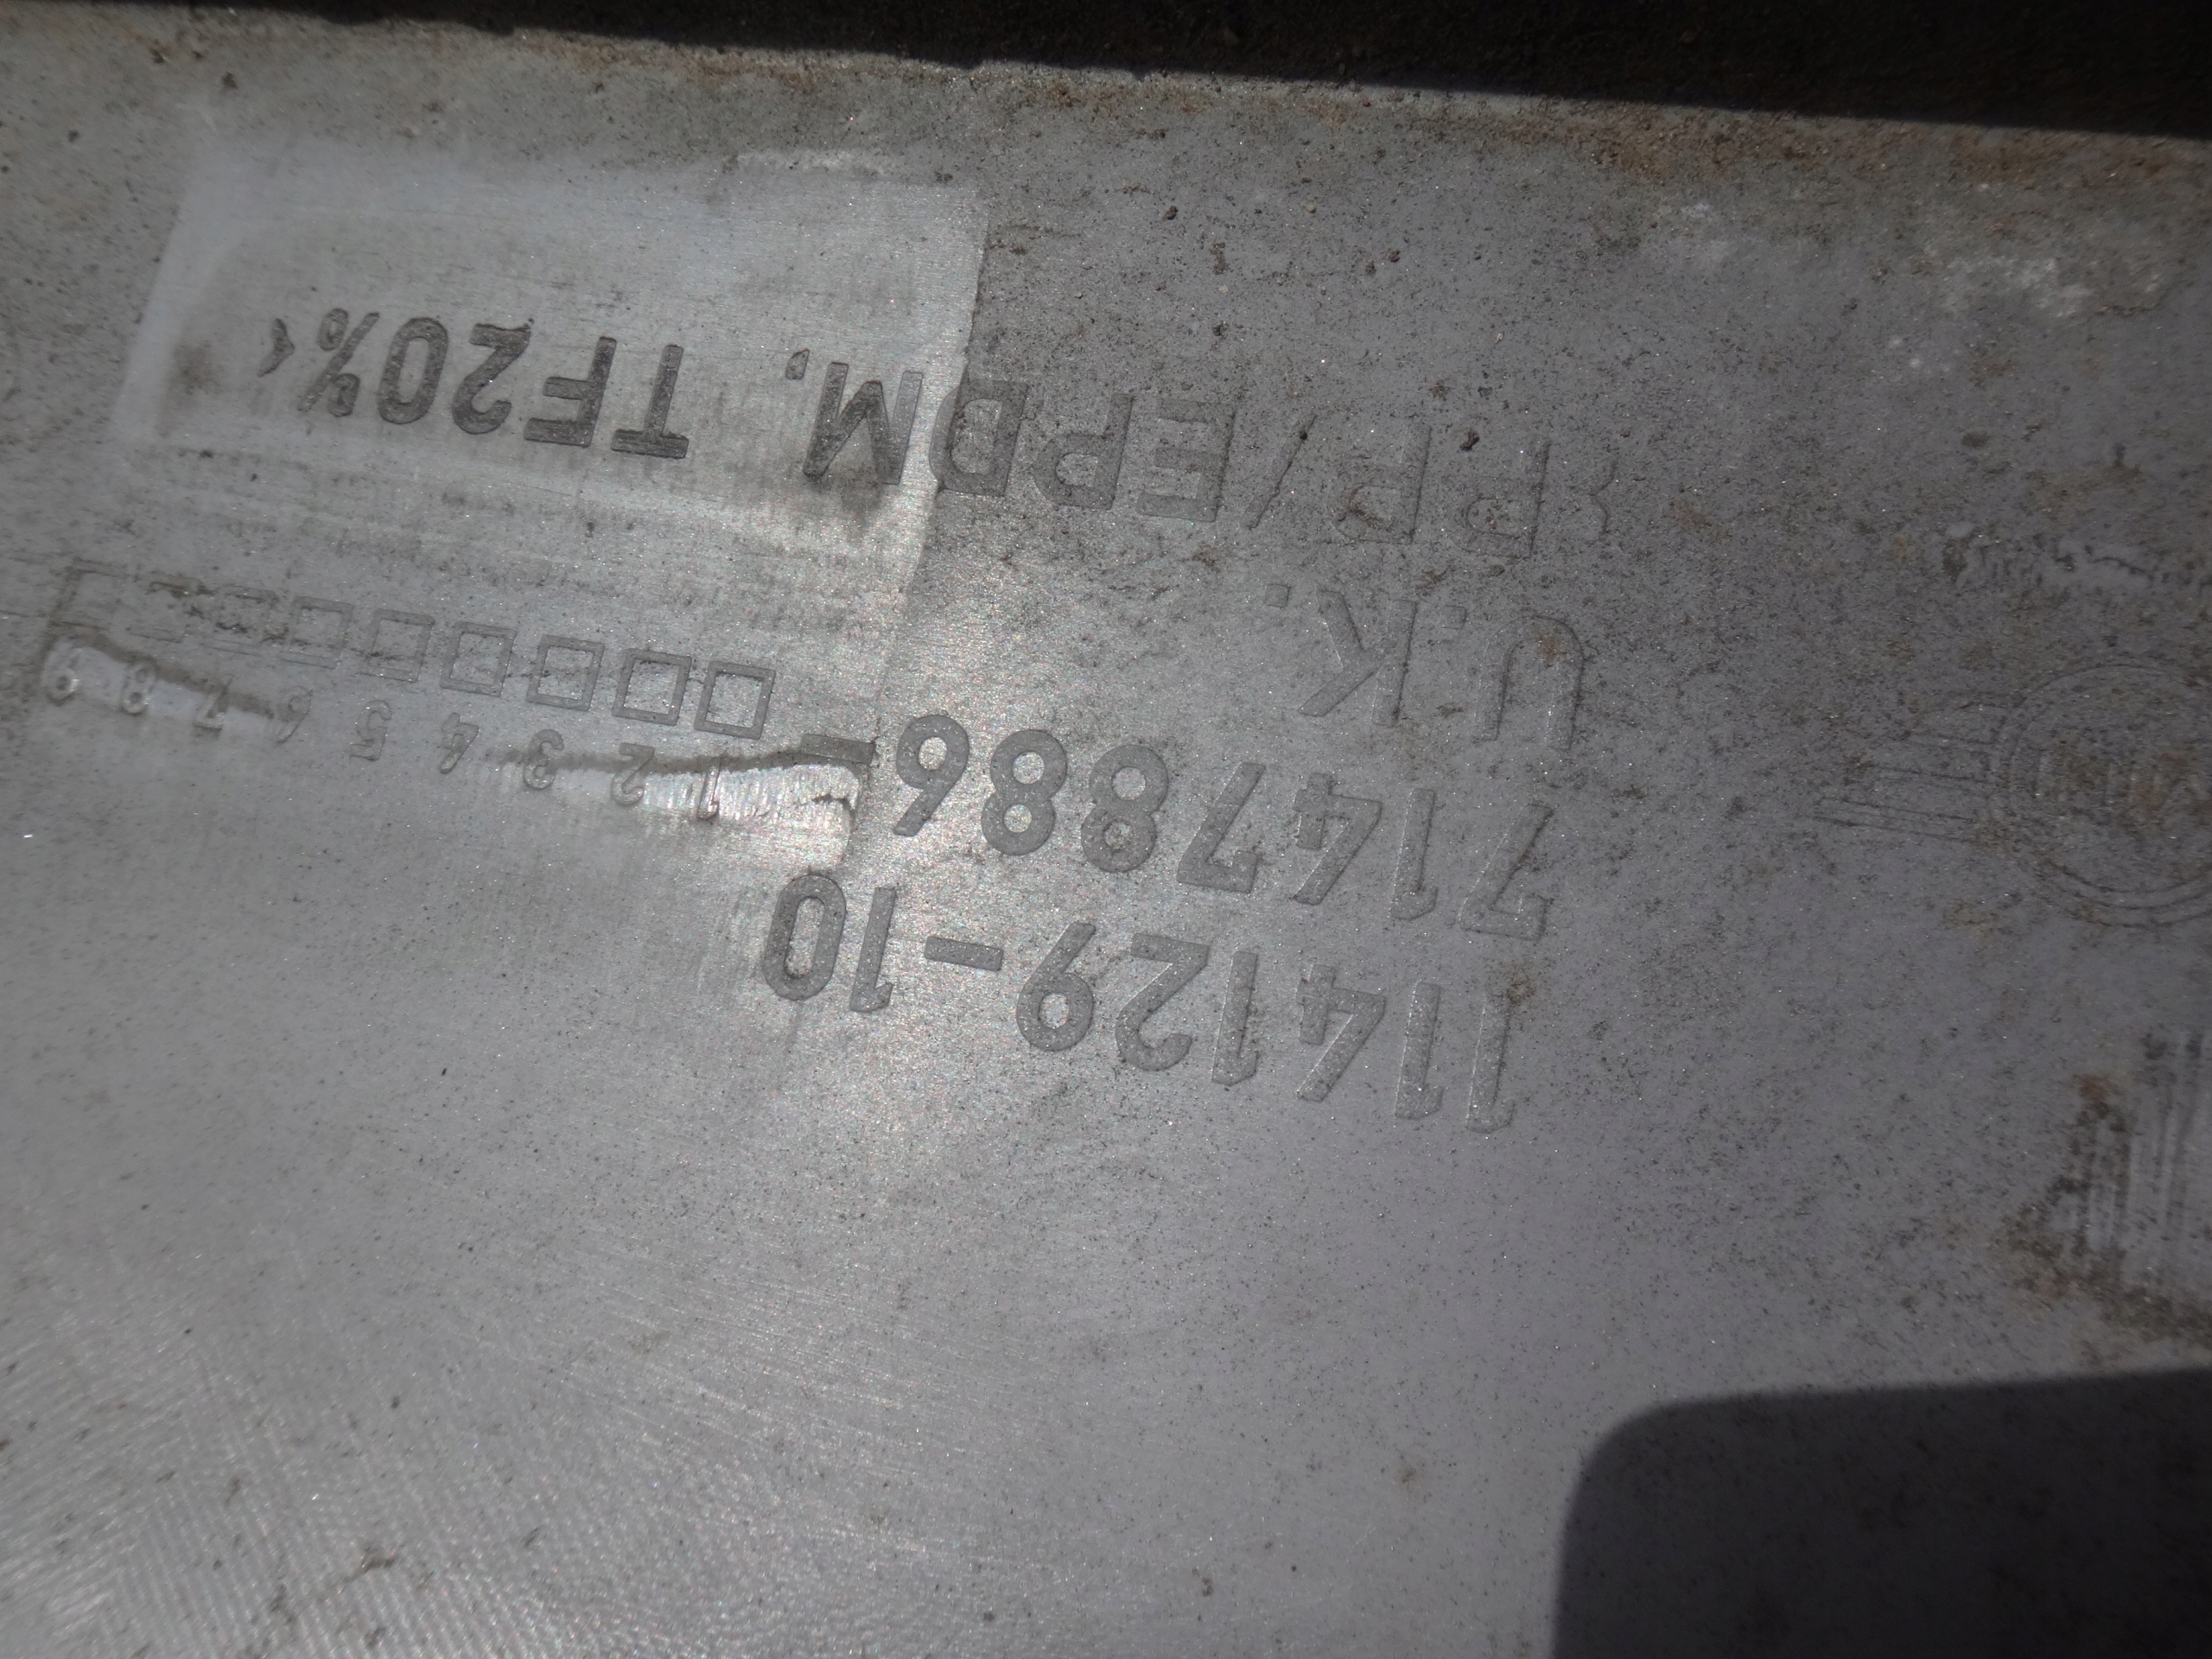 114129-10
7147886-
1 2 3 4 5 6 7 8 9
U.K.
>PP/EPDM, TF20%<